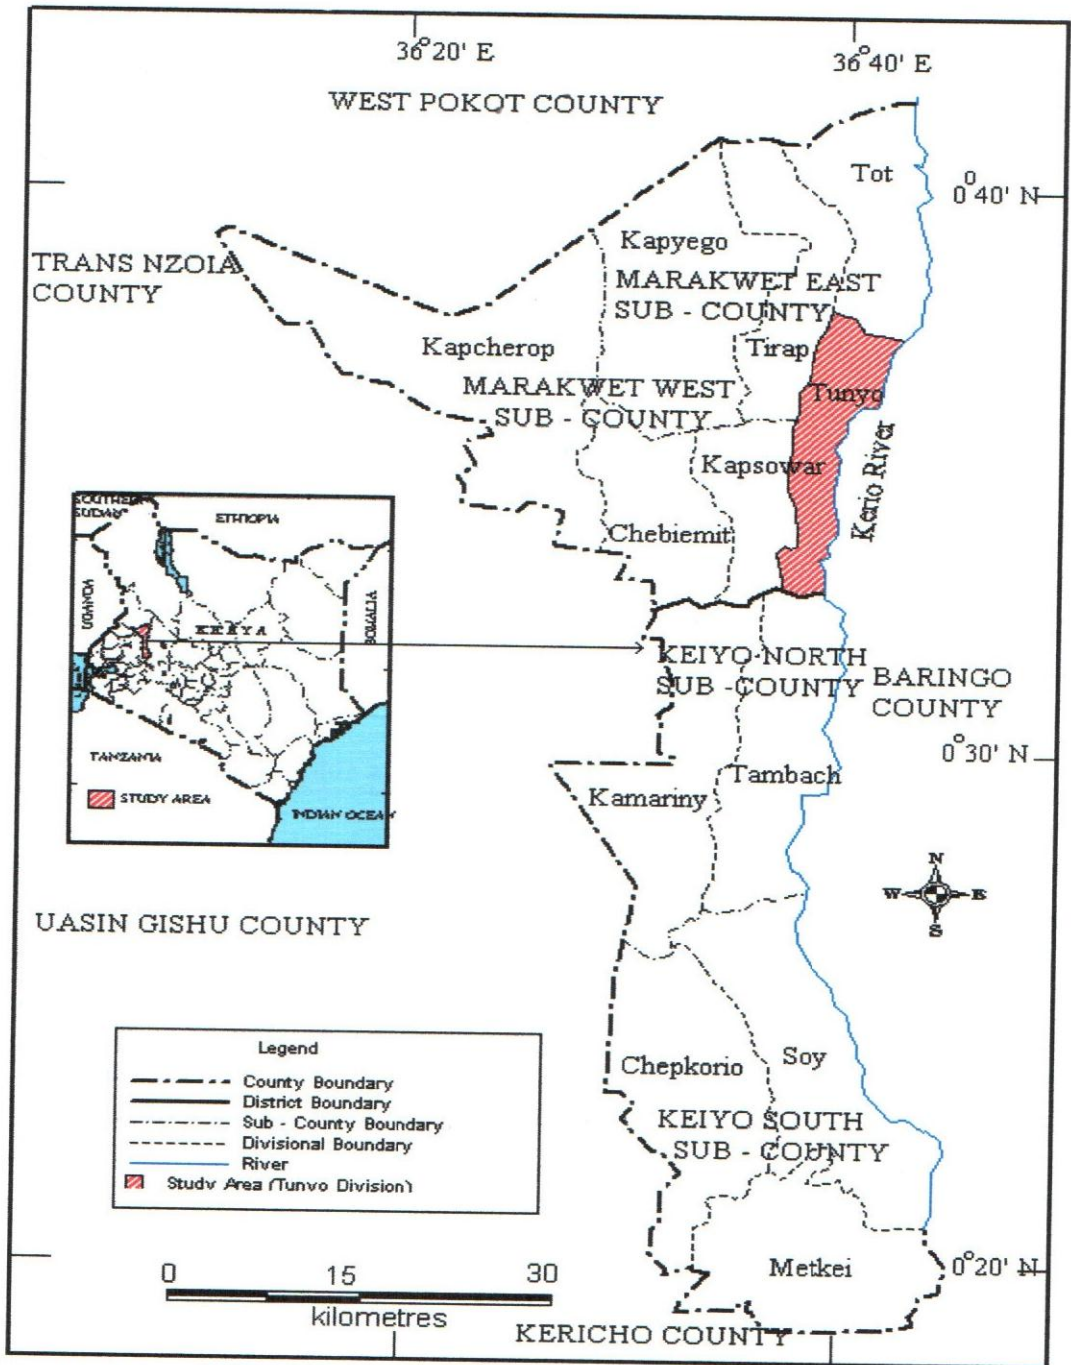 36°20' E
36°40' E
WEST POKOT COUNTY
Tot
0°40' N
Kapyego
TRANS NZOIA
COUNTY
MARAKWET EAST
SUB - COUNTY
Kapcherop
Tirap
MARAKWET WEST
SUB - COUNTY
Tunyo
Kapsowar
Kerio River
Chebiemit
SOUTHERN
SUDAN
ETHIOPIA
UGANDA
SOMALIA
KENYA
TANZANIA
STUDY AREA
INDIAN OCEAN
KEIYO NORTH
SUB -COUNTY
BARINGO
COUNTY
0°30' N
Tambach
Kamariny
N
W
E
S
UASIN GISHU COUNTY
Legend
County Boundary
District Boundary
Sub - County Boundary
Divisional Boundary
River
Study Area (Tunyo Division)
Chepkorio
Soy
KEIYO SOUTH
SUB - COUNTY
Metkei
0°20' N
0 15 30
kilometres
KERICHO COUNTY